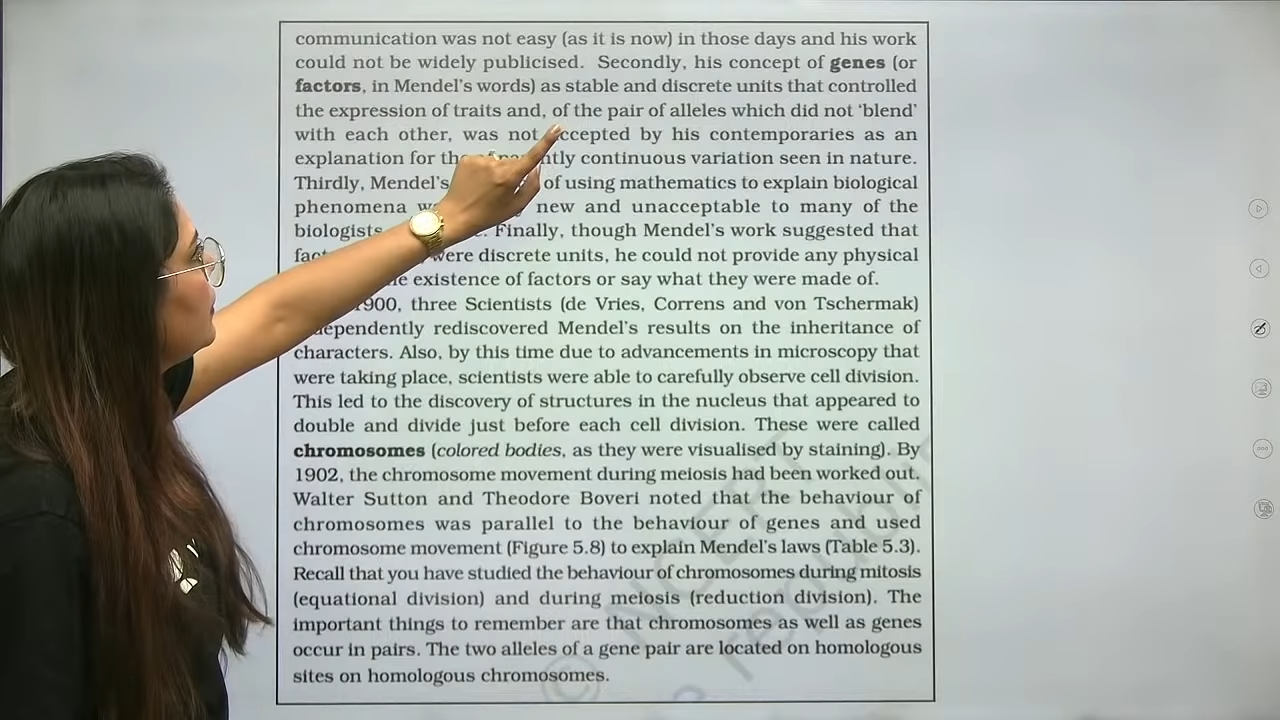 communication was not easy (as it is now) in those days and his work
could not be widely publicised. Secondly, his concept of genes (or
factors, in Mendel's words) as stable and discrete units that controlled
the expression of traits and, of the pair of alleles which did not 'blend'
with each other, was not accepted by his contemporaries as an
explanation for the continuous variation seen in nature.
Thirdly, Mendel's of using mathematics to explain biological
phenomena new and unacceptable to many of the
biologists Finally, though Mendel's work suggested that
were discrete units, he could not provide any physical
existence of factors or say what they were made of.
1900, three Scientists (de Vries, Correns and von Tschermak)
independently rediscovered Mendel's results on the inheritance of
characters. Also, by this time due to advancements in microscopy that
were taking place, scientists were able to carefully observe cell division.
This led to the discovery of structures in the nucleus that appeared to
double and divide just before each cell division. These were called
chromosomes (colored bodies, as they were visualised by staining). By
1902, the chromosome movement during meiosis had been worked out.
Walter Sutton and Theodore Boveri noted that the behaviour of
chromosomes was parallel to the behaviour of genes and used
chromosome movement (Figure 5.8) to explain Mendel's laws (Table 5.3).
Recall that you have studied the behaviour of chromosomes during mitosis
(equational division) and during meiosis (reduction division). The
important things to remember are that chromosomes as well as genes
occur in pairs. The two alleles of a gene pair are located on homologous
sites on homologous chromosomes.
© NCERT